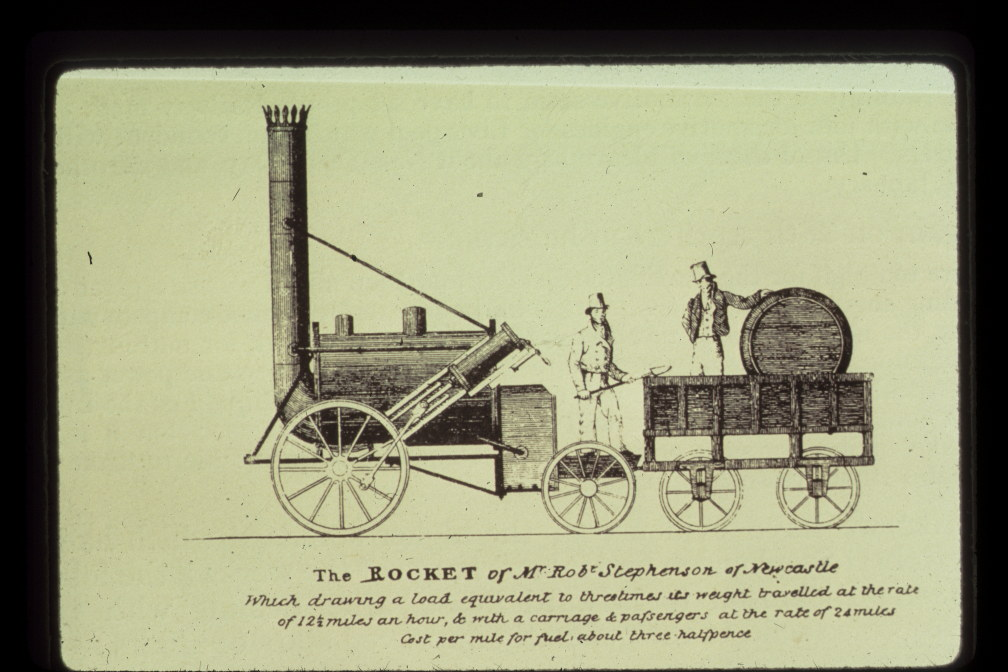 The ROCKET of Mr. Robt Stephenson of Newcastle
Which drawing a load equivalent to threetimes its weight travelled at the rate
of 12½ miles an hour, & with a carriage & paſsengers at the rate of 24 miles
Cost per mile for fuel about three halfpence